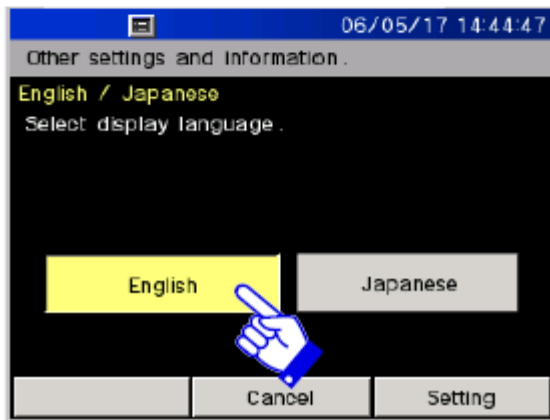 06/05/17 14:44:47
Other settings and information.
English / Japanese
Select display language.
English
Japanese
Cancel
Setting